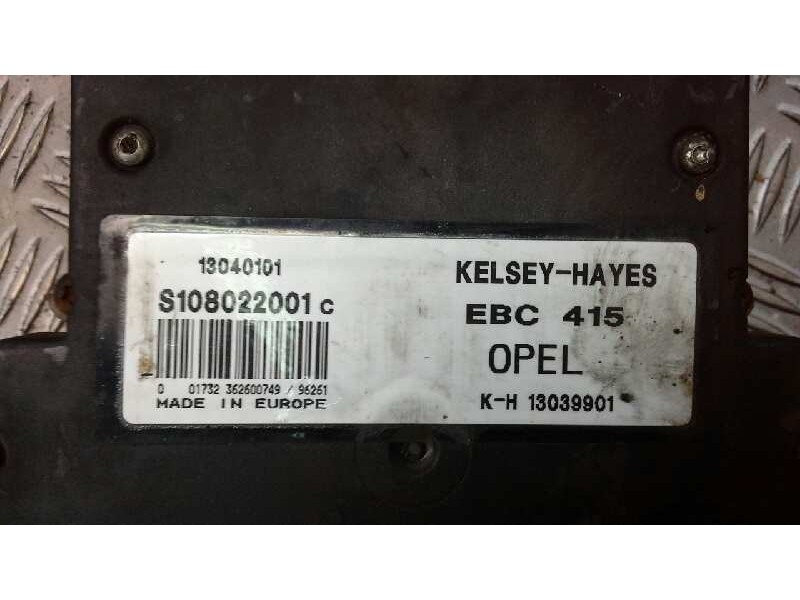 13040101
S108022001 C
0 01732 362600749 / 96261
MADE IN EUROPE
KELSEY-HAYES
EBC 415
OPEL
K-H 13039901